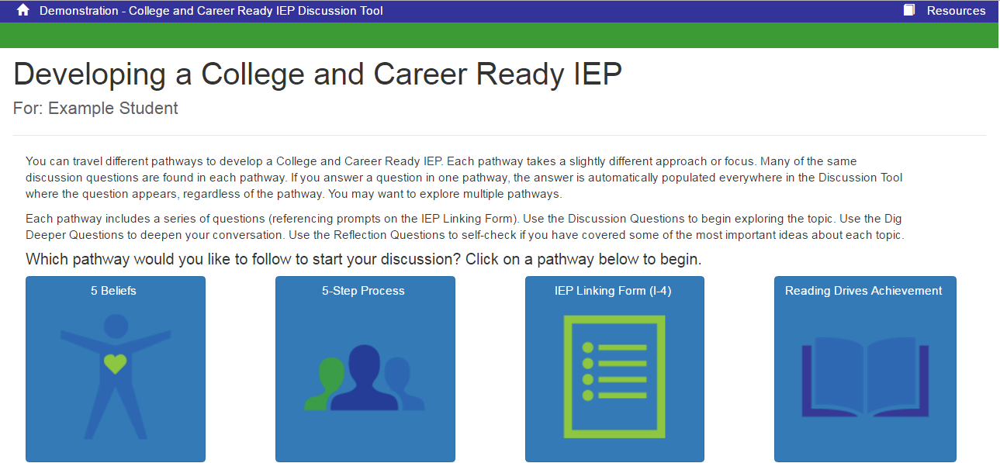 Demonstration - College and Career Ready IEP Discussion Tool
Resources
Developing a College and Career Ready IEP
For: Example Student
You can travel different pathways to develop a College and Career Ready IEP. Each pathway takes a slightly different approach or focus. Many of the same
discussion questions are found in each pathway. If you answer a question in one pathway, the answer is automatically populated everywhere in the Discussion Tool
where the question appears, regardless of the pathway. You may want to explore multiple pathways.
Each pathway includes a series of questions (referencing prompts on the IEP Linking Form). Use the Discussion Questions to begin exploring the topic. Use the Dig
Deeper Questions to deepen your conversation. Use the Reflection Questions to self-check if you have covered some of the most important ideas about each topic.
Which pathway would you like to follow to start your discussion? Click on a pathway below to begin.
5 Beliefs
5-Step Process
IEP Linking Form (I-4)
Reading Drives Achievement